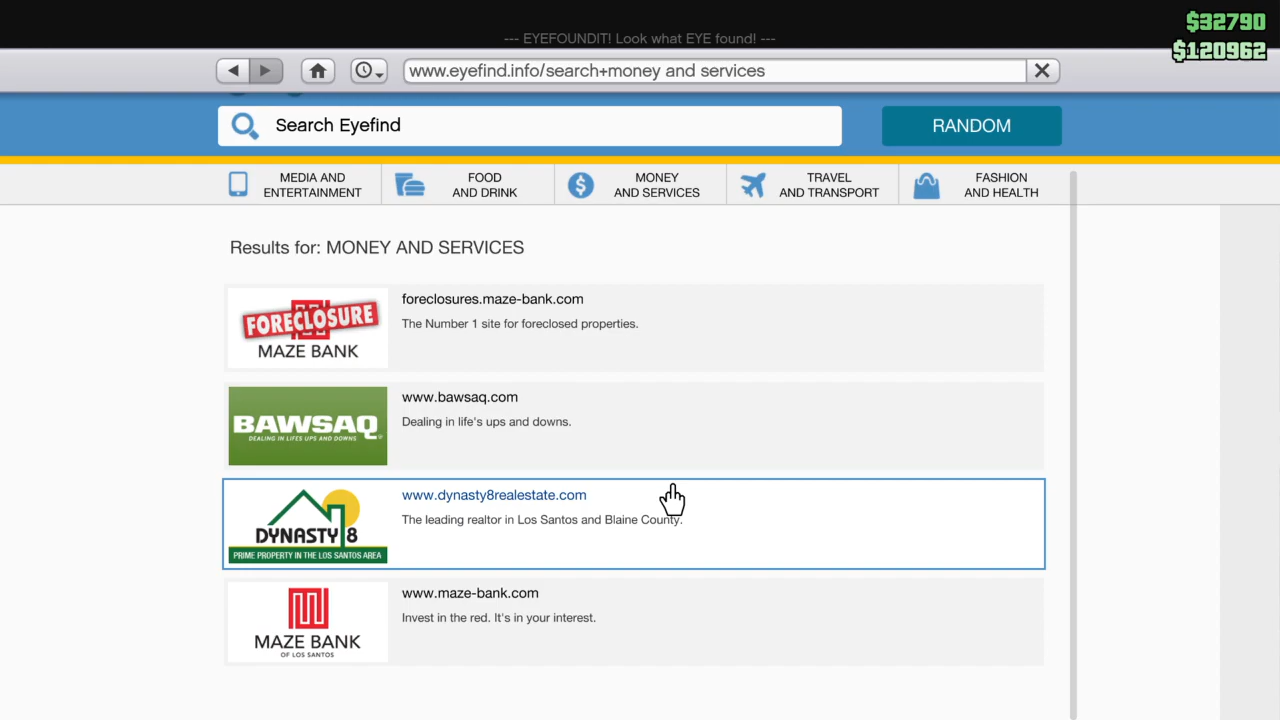 $32790
--- EYEFOUNDIT! Look what EYE found! ---
$120962
www.eyefind.info/search+money and services
Search Eyefind
RANDOM
MEDIA AND
ENTERTAINMENT
FOOD
AND DRINK
MONEY
AND SERVICES
TRAVEL
AND TRANSPORT
FASHION
AND HEALTH
Results for: MONEY AND SERVICES
FORECLOSURE
MAZE BANK
foreclosures.maze-bank.com
The Number 1 site for foreclosed properties.
BAWSAQ
DEALING IN LIFES UPS AND DOWNS
www.bawsaq.com
Dealing in life's ups and downs.
DYNASTY 8
PRIME PROPERTY IN THE LOS SANTOS AREA
www.dynasty8realestate.com
The leading realtor in Los Santos and Blaine County.
MAZE BANK
OF LOS SANTOS
www.maze-bank.com
Invest in the red. It's in your interest.